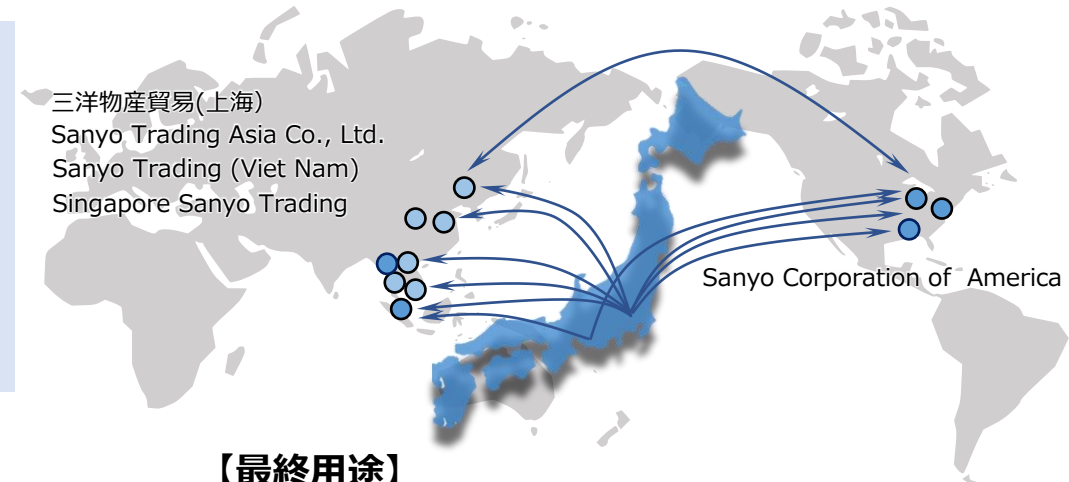 三洋物産貿易(上海）
Sanyo Trading Asia Co., Ltd.
Sanyo Trading (Viet Nam)
Singapore Sanyo Trading
Sanyo Corporation of America
【最終用途】